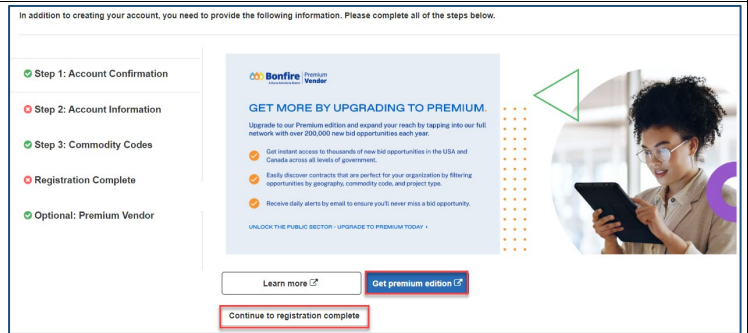 In addition to creating your account, you need to provide the following information. Please complete all of the steps below.
Step 1: Account Confirmation
Step 2: Account Information
Step 3: Commodity Codes
Registration Complete
Optional: Premium Vendor
Bonfire Premium Vendor
GET MORE BY UPGRADING TO PREMIUM.
Upgrade to our Premium edition and expand your reach by tapping into our full
network with over 200,000 new bid opportunities each year.
Get instant access to thousands of new bid opportunities in the USA and
Canada across all levels of government.
Easily discover contracts that are perfect for your organization by filtering
opportunities by geography, commodity code, and project type.
Receive daily alerts by email to ensure you'll never miss a bid opportunity.
UNLOCK THE PUBLIC SECTOR - UPGRADE TO PREMIUM TODAY ›
Learn more
Get premium edition
Continue to registration complete